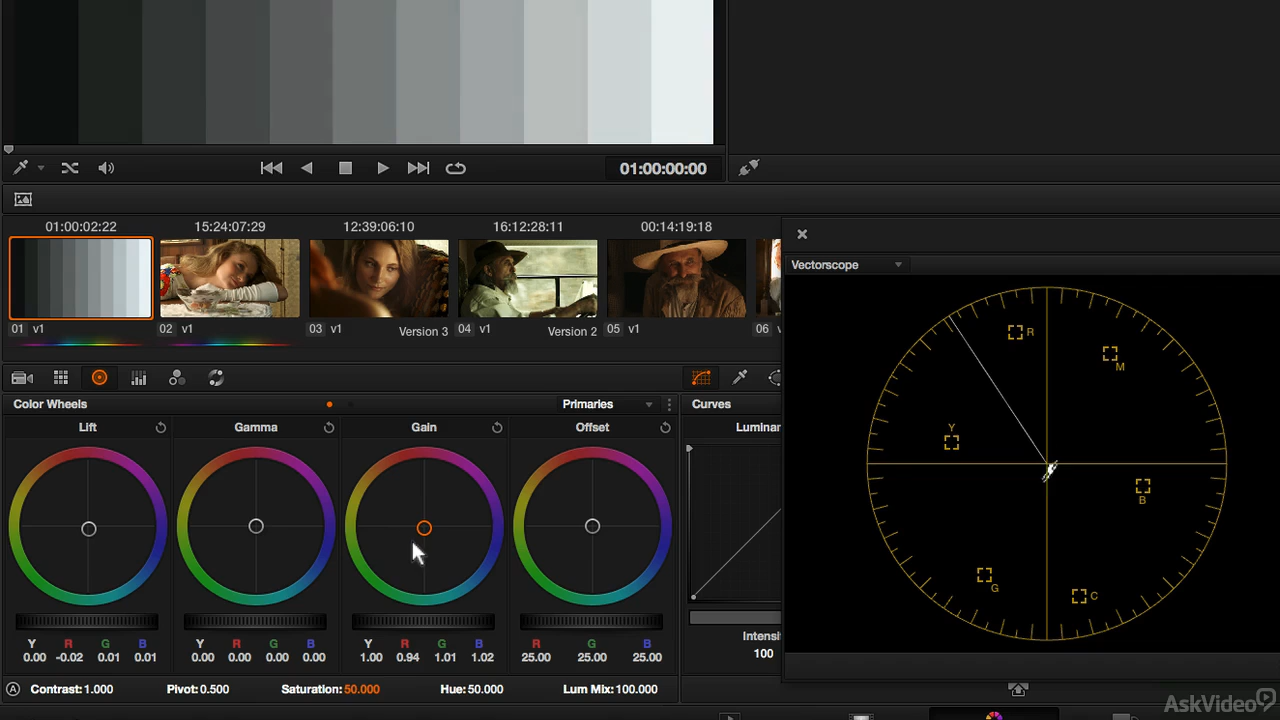 01:00:00:00
01:00:02:22 15:24:07:29 12:39:06:10 16:12:28:11 00:14:19:18
01 v1 02 v1 03 v1 Version 3 04 v1 Version 2 05 v1 06 v
Vectorscope
R
M
Y
B
G
C
Color Wheels Primaries Curves
Lift Gamma Gain Offset
Y R G B Y R G B Y R G B R G B
0.00 -0.02 0.01 0.01 0.00 0.00 0.00 0.00 1.00 0.94 1.01 1.02 25.00 25.00 25.00
A Contrast: 1.000 Pivot: 0.500 Saturation: 50.000 Hue: 50.000 Lum Mix: 100.000
Luminan
Intensi
100
AskVideo